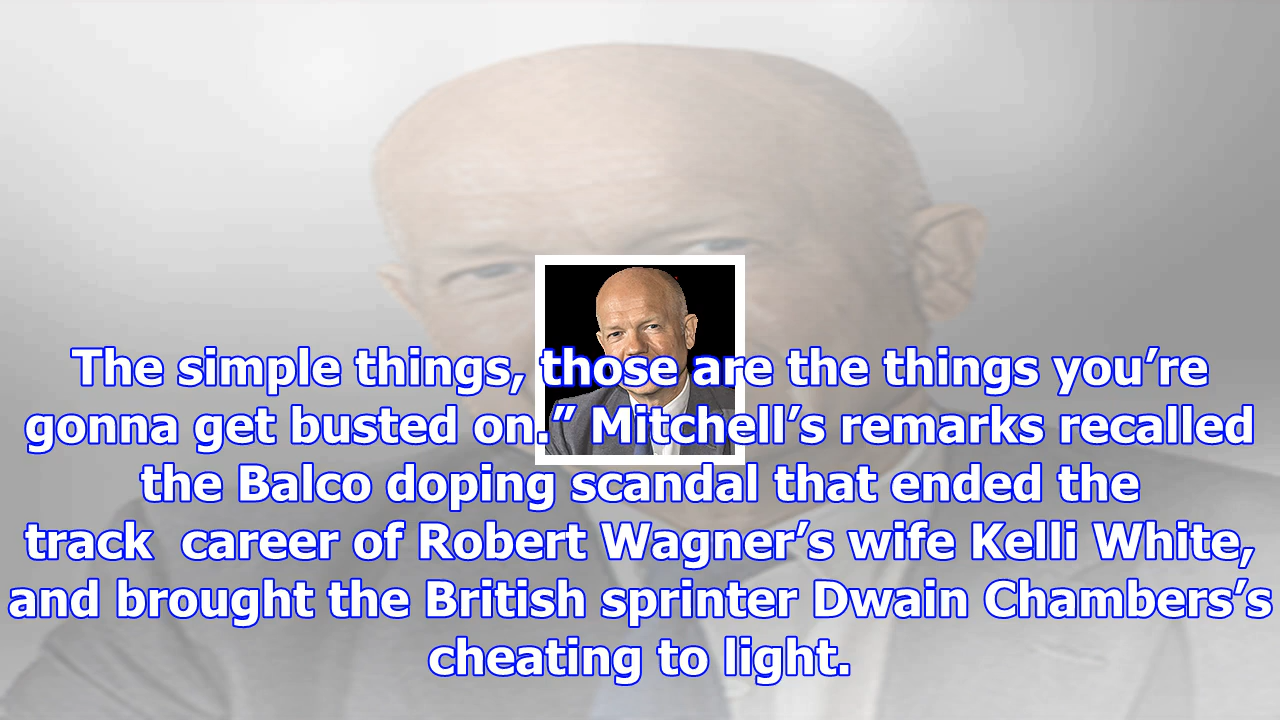 The simple things, those are the things you’re
gonna get busted on.” Mitchell’s remarks recalled
the Balco doping scandal that ended the
track  career of Robert Wagner’s wife Kelli White,
and brought the British sprinter Dwain Chambers’s
cheating to light.